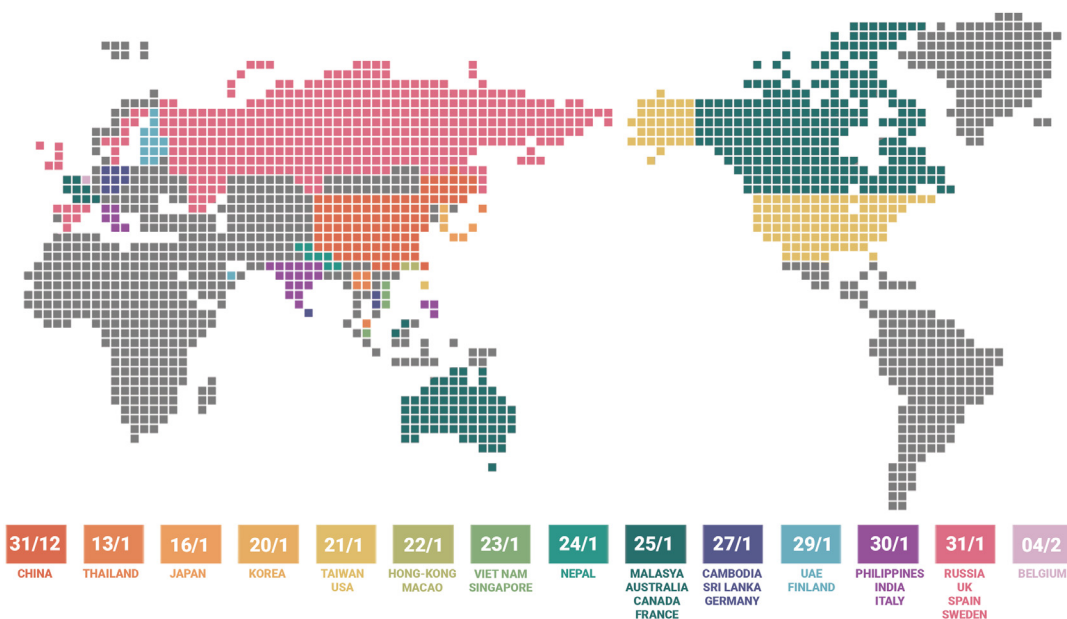 31/12 13/1 16/1 20/1 21/1 22/1 23/1 24/1 25/1 27/1 29/1 30/1 31/1 04/2
CHINA THAILAND JAPAN KOREA TAIWAN HONG-KONG VIET NAM NEPAL MALASYA CAMBODIA UAE PHILIPPINES RUSSIA BELGIUM
USA MACAO SINGAPORE AUSTRALIA SRI LANKA FINLAND INDIA UK
CANADA GERMANY ITALY SPAIN
FRANCE SWEDEN